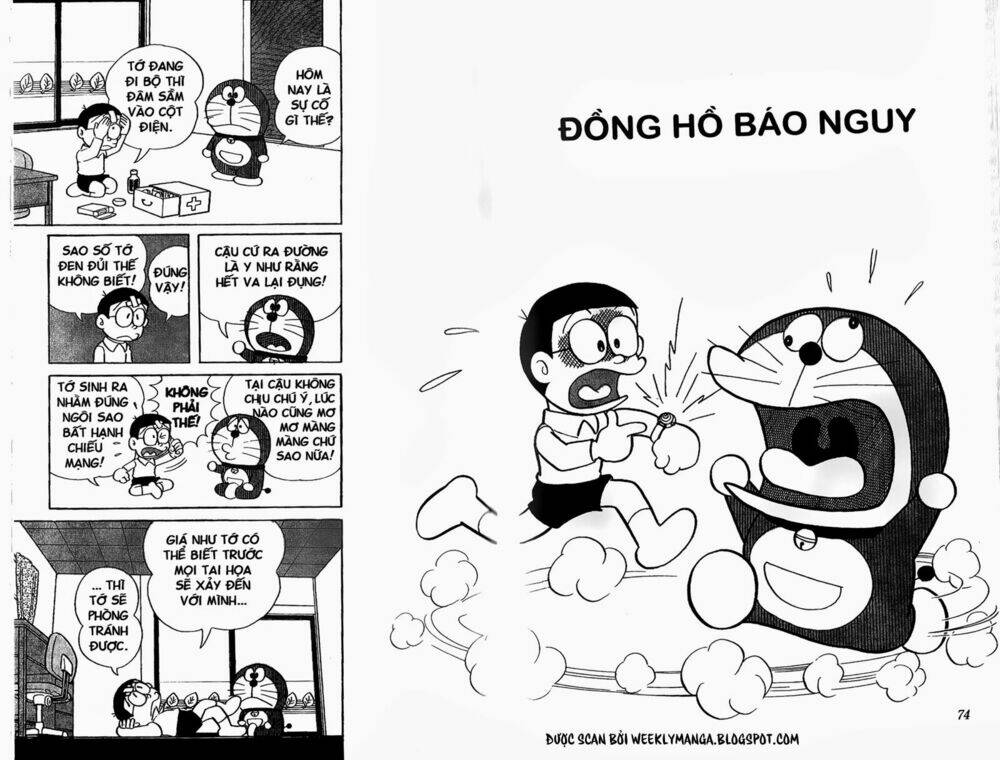 ĐỒNG HỒ BÁO NGUY
74
ĐƯỢC SCAN BỞI WEEKLYMANGA.BLOGSPOT.COM
HÔM
NAY LÀ
SỰ CỐ
GÌ THẾ?
TỚ ĐANG
ĐI BỘ THÌ
ĐÂM SẦM
VÀO CỘT
ĐIỆN.
CẬU CỨ RA ĐƯỜNG
LÀ Y NHƯ RẰNG
HẾT VA LẠI ĐỤNG!
ĐÚNG
VẬY!
SAO SỐ TỚ
ĐEN ĐỦI THẾ
KHÔNG BIẾT!
TẠI CẬU KHÔNG
CHỊU CHÚ Ý, LÚC
NÀO CŨNG MƠ
MƠ MÀNG
MÀNG CHỨ
SAO NỮA!
KHÔNG
PHẢI
THẾ!
TỚ SINH RA
NHẰM ĐÚNG
NGÔI SAO
BẤT HẠNH
CHIẾU
MẠNG!
GIÁ NHƯ TỚ CÓ
THỂ BIẾT TRƯỚC
MỌI TAI HỌA
SẼ XẢY ĐẾN
VỚI MÌNH...
... THÌ
TỚ SẼ
PHÒNG
TRÁNH
ĐƯỢC.